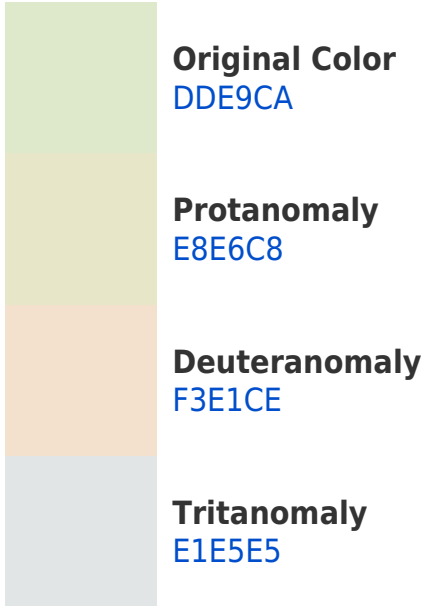 Original Color
DDE9CA
Protanomaly
E8E6C8
Deuteranomaly
F3E1CE
Tritanomaly
E1E5E5